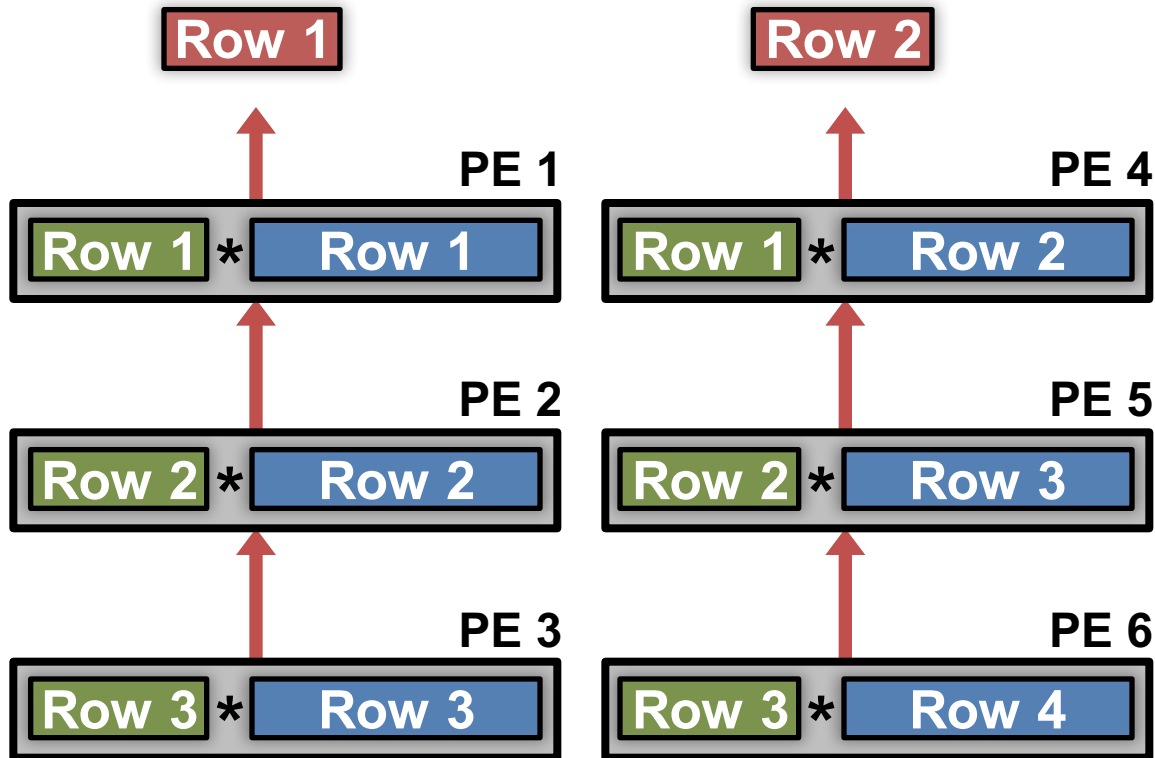 Row 1 Row 2
PE 1 PE 4
Row 1 * Row 1 Row 1 * Row 2
PE 2 PE 5
Row 2 * Row 2 Row 2 * Row 3
PE 3 PE 6
Row 3 * Row 3 Row 3 * Row 4